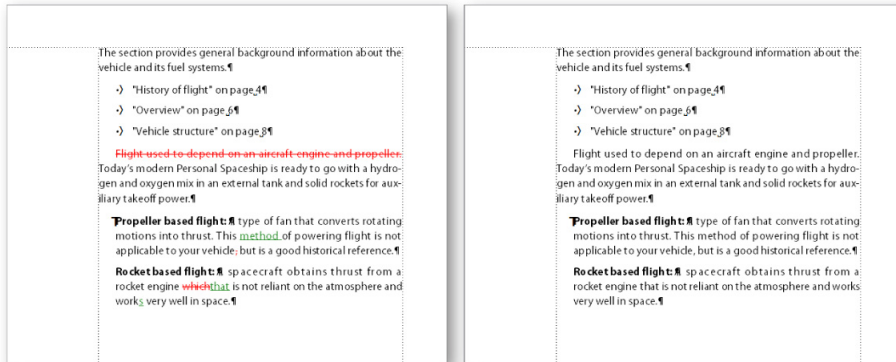 The section provides general background information about the
vehicle and its fuel systems.¶
•) "History of flight" on page 4¶
•) "Overview" on page 6¶
•) "Vehicle structure" on page 8¶
Flight used to depend on an aircraft engine and propeller.
Today's modern Personal Spaceship is ready to go with a hydro-
gen and oxygen mix in an external tank and solid rockets for aux-
iliary takeoff power.¶
Propeller based flight: A type of fan that converts rotating
motions into thrust. This method of powering flight is not
applicable to your vehicle, but is a good historical reference.¶
Rocket based flight: A spacecraft obtains thrust from a
rocket engine whichthat is not reliant on the atmosphere and
works very well in space.¶
The section provides general background information about the
vehicle and its fuel systems.¶
•) "History of flight" on page 4¶
•) "Overview" on page 6¶
•) "Vehicle structure" on page 8¶
Flight used to depend on an aircraft engine and propeller.
Today's modern Personal Spaceship is ready to go with a hydro-
gen and oxygen mix in an external tank and solid rockets for aux-
iliary takeoff power.¶
Propeller based flight: A type of fan that converts rotating
motions into thrust. This method of powering flight is not
applicable to your vehicle, but is a good historical reference.¶
Rocket based flight: A spacecraft obtains thrust from a
rocket engine that is not reliant on the atmosphere and works
very well in space.¶